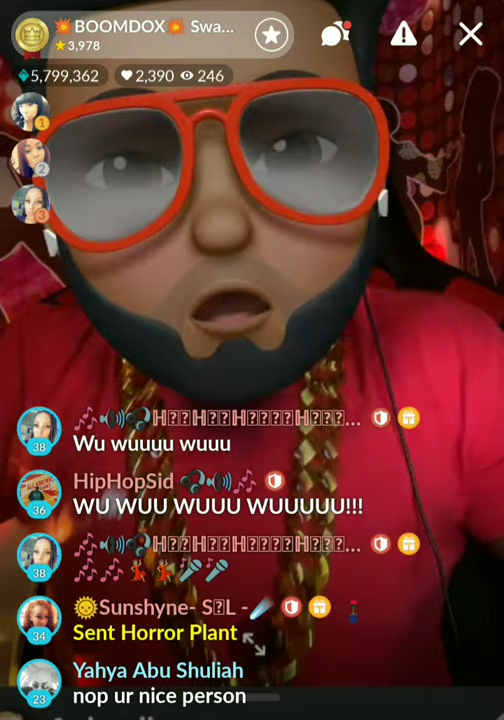 💥BOOMDOX💥 Swa...
3,978
5,799,362 2,390 246
1
2
3
38
Wu wuuuu wuuu
HipHopSid
36
WU WUU WUUU WUUUUU!!!
38
Sunshyne- S L -
34
Sent Horror Plant
Yahya Abu Shuliah
23
nop ur nice person